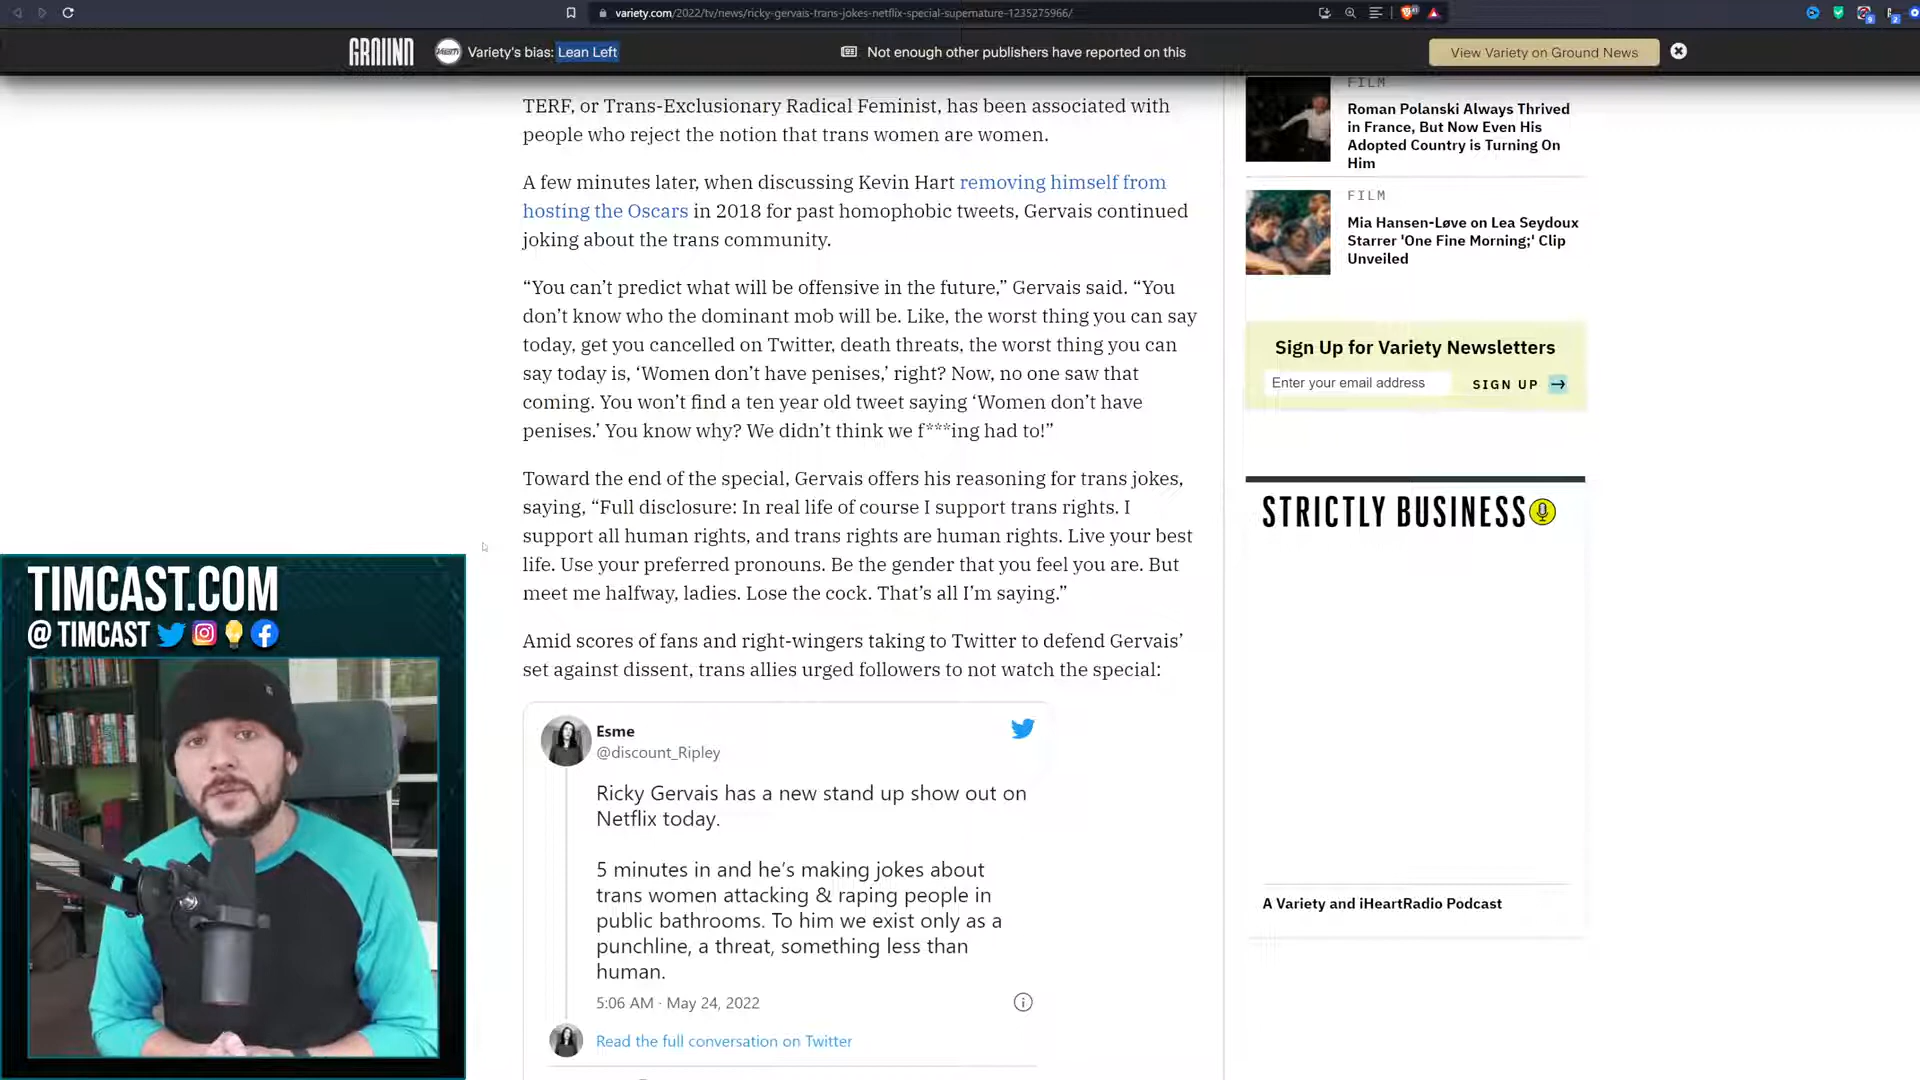 variety.com/2022/tv/news/ricky-gervais-trans-jokes-netflix-special-supernature-1235275966/
GROUND
Variety's bias: Lean Left
Not enough other publishers have reported on this
View Variety on Ground News
TERF, or Trans-Exclusionary Radical Feminist, has been associated with
people who reject the notion that trans women are women.
A few minutes later, when discussing Kevin Hart removing himself from
hosting the Oscars in 2018 for past homophobic tweets, Gervais continued
joking about the trans community.
“You can’t predict what will be offensive in the future,” Gervais said. “You
don’t know who the dominant mob will be. Like, the worst thing you can say
today, get you cancelled on Twitter, death threats, the worst thing you can
say today is, ‘Women don’t have penises,’ right? Now, no one saw that
coming. You won’t find a ten year old tweet saying ‘Women don’t have
penises.’ You know why? We didn’t think we f***ing had to!”
Toward the end of the special, Gervais offers his reasoning for trans jokes,
saying, “Full disclosure: In real life of course I support trans rights. I
support all human rights, and trans rights are human rights. Live your best
life. Use your preferred pronouns. Be the gender that you feel you are. But
meet me halfway, ladies. Lose the cock. That’s all I’m saying.”
Amid scores of fans and right-wingers taking to Twitter to defend Gervais’
set against dissent, trans allies urged followers to not watch the special:
Esme
@discount_Ripley
Ricky Gervais has a new stand up show out on
Netflix today.
5 minutes in and he’s making jokes about
trans women attacking & raping people in
public bathrooms. To him we exist only as a
punchline, a threat, something less than
human.
5:06 AM · May 24, 2022
Read the full conversation on Twitter
FILM
Roman Polanski Always Thrived
in France, But Now Even His
Adopted Country is Turning On
Him
FILM
Mia Hansen-Løve on Lea Seydoux
Starrer 'One Fine Morning;' Clip
Unveiled
Sign Up for Variety Newsletters
Enter your email address
SIGN UP
STRICTLY BUSINESS
A Variety and iHeartRadio Podcast
TIMCAST.COM
@ TIMCAST